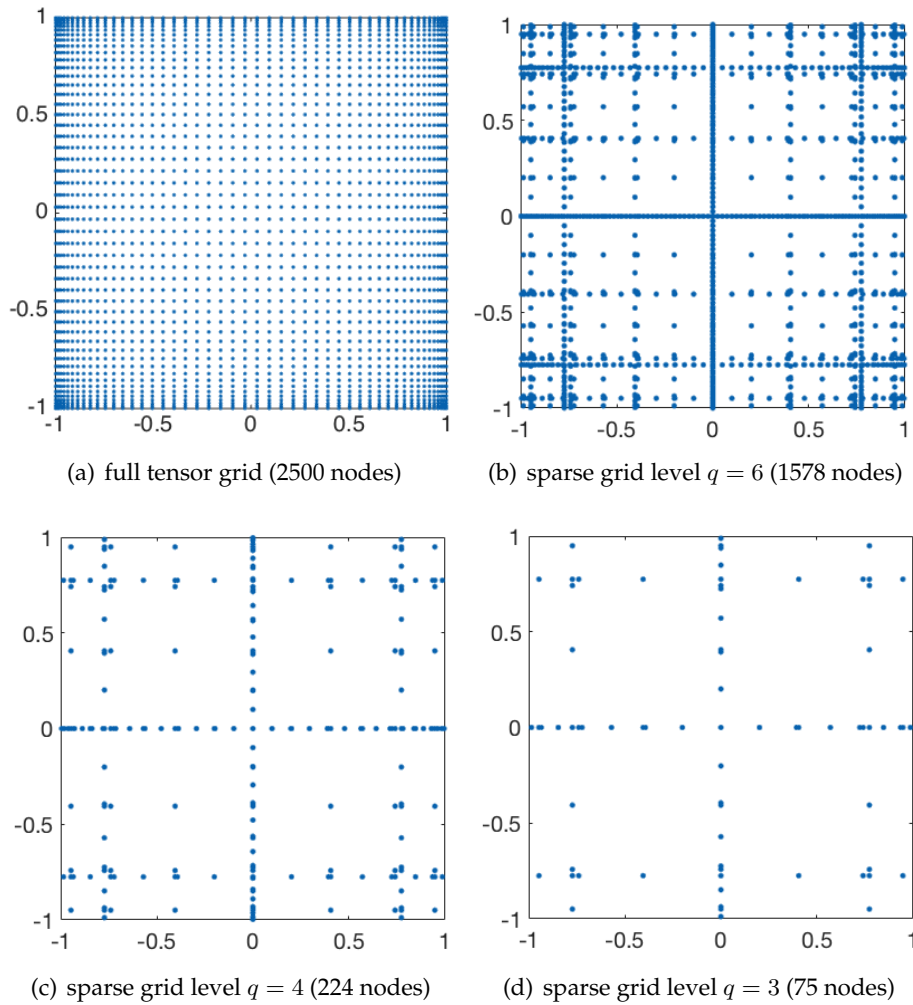 1
0.5
0
-0.5
-1
-1 -0.5 0 0.5 1
(a) full tensor grid (2500 nodes)
1
0.5
0
-0.5
-1
-1 -0.5 0 0.5 1
(b) sparse grid level q = 6 (1578 nodes)
1
0.5
0
-0.5
-1
-1 -0.5 0 0.5 1
(c) sparse grid level q = 4 (224 nodes)
1
0.5
0
-0.5
-1
-1 -0.5 0 0.5 1
(d) sparse grid level q = 3 (75 nodes)